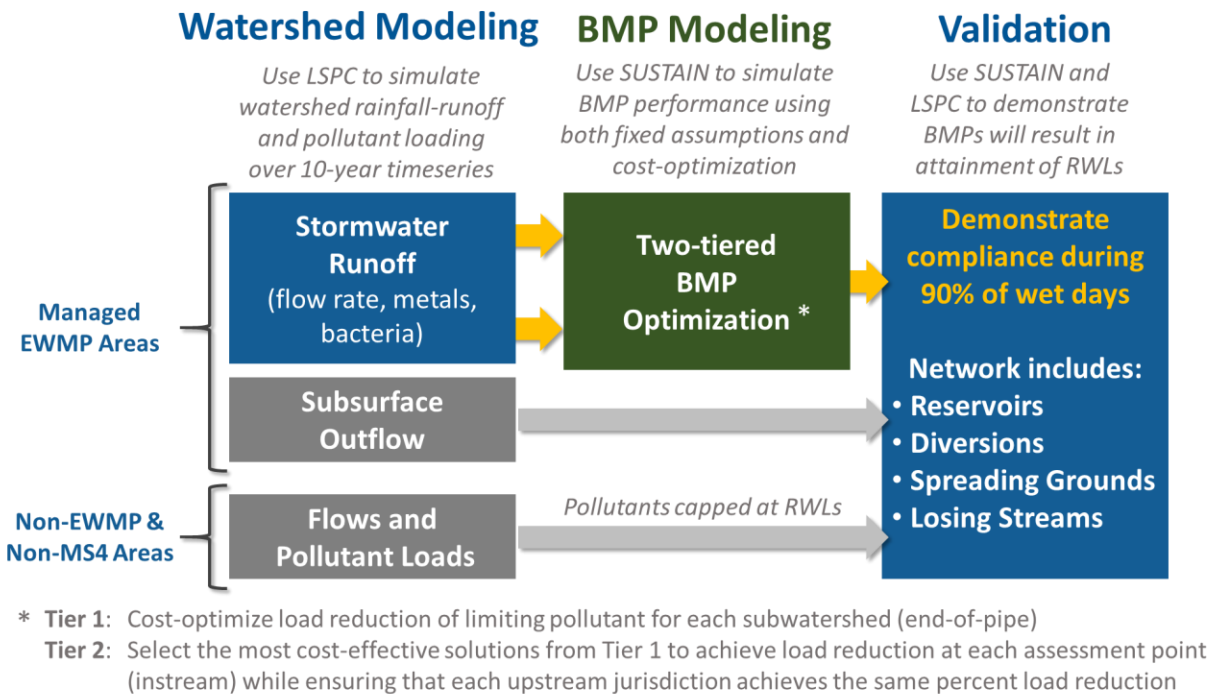 Watershed Modeling
Use LSPC to simulate
watershed rainfall-runoff
and pollutant loading
over 10-year timeseries
BMP Modeling
Use SUSTAIN to simulate
BMP performance using
both fixed assumptions and
cost-optimization
Validation
Use SUSTAIN and
LSPC to demonstrate
BMPs will result in
attainment of RWLs
Managed
EWMP Areas
Stormwater
Runoff
(flow rate, metals,
bacteria)
Two-tiered
BMP
Optimization *
Demonstrate
compliance during
90% of wet days
Network includes:
• Reservoirs
• Diversions
• Spreading Grounds
• Losing Streams
Subsurface
Outflow
Non-EWMP &
Non-MS4 Areas
Flows and
Pollutant Loads
Pollutants capped at RWLs
* Tier 1: Cost-optimize load reduction of limiting pollutant for each subwatershed (end-of-pipe)
Tier 2: Select the most cost-effective solutions from Tier 1 to achieve load reduction at each assessment point
(instream) while ensuring that each upstream jurisdiction achieves the same percent load reduction